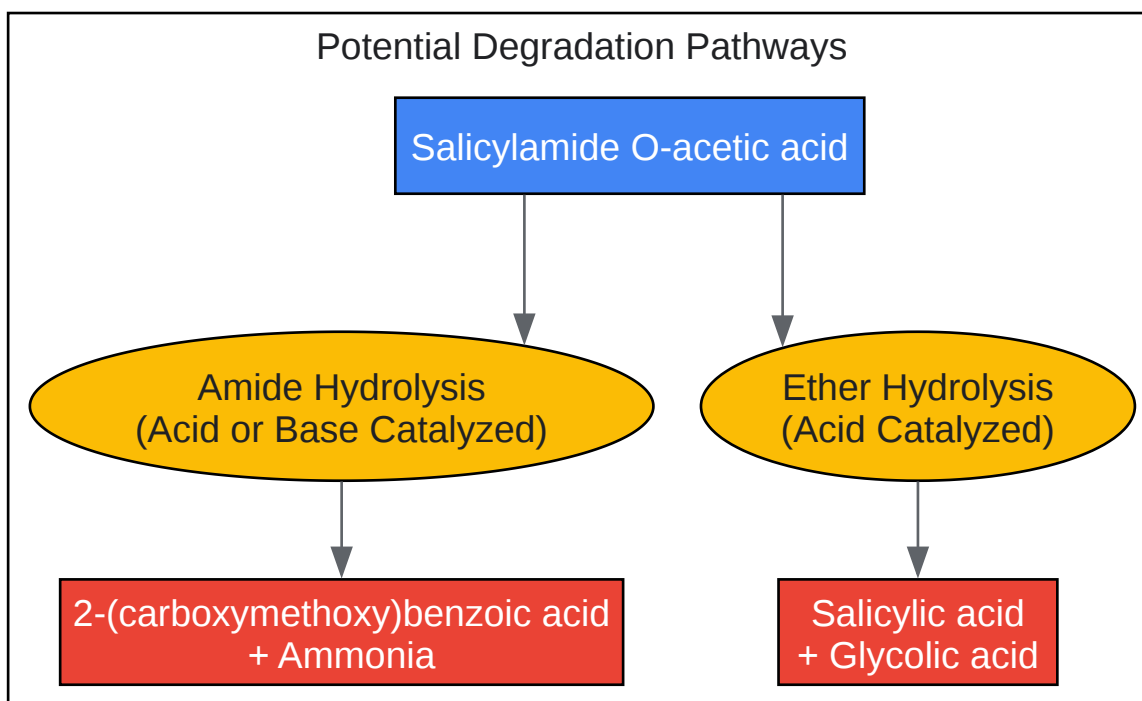 Potential Degradation Pathways
Salicylamide O-acetic acid
Amide Hydrolysis
(Acid or Base Catalyzed)
Ether Hydrolysis
(Acid Catalyzed)
2-(carboxymethoxy)benzoic acid
+ Ammonia
Salicylic acid
+ Glycolic acid